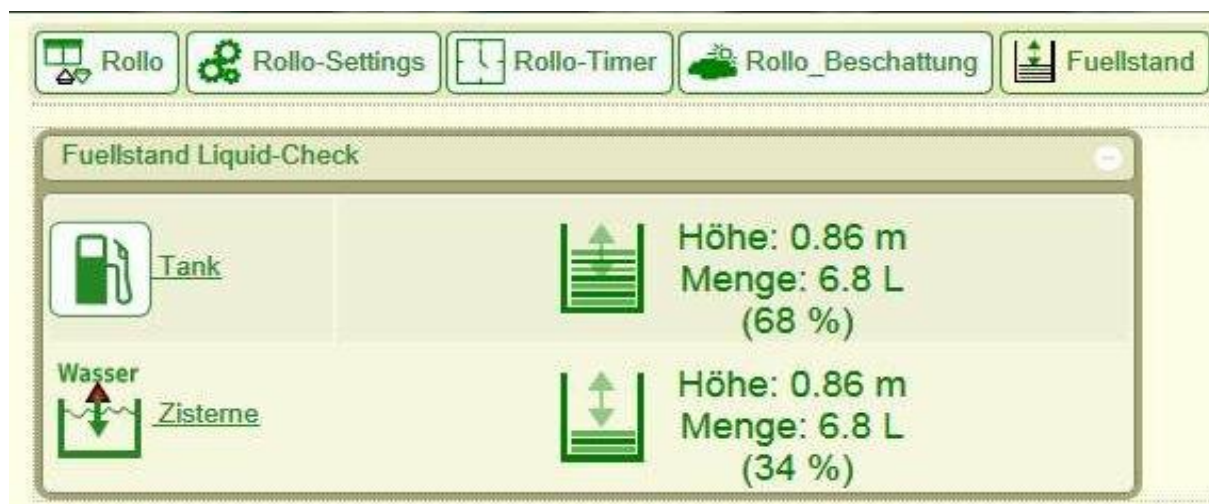 Rollo Rollo-Settings Rollo-Timer Rollo_Beschattung Fuellstand
Fuellstand Liquid-Check
Tank
Höhe: 0.86 m
Menge: 6.8 L
(68 %)
Wasser
Zisterne
Höhe: 0.86 m
Menge: 6.8 L
(34 %)